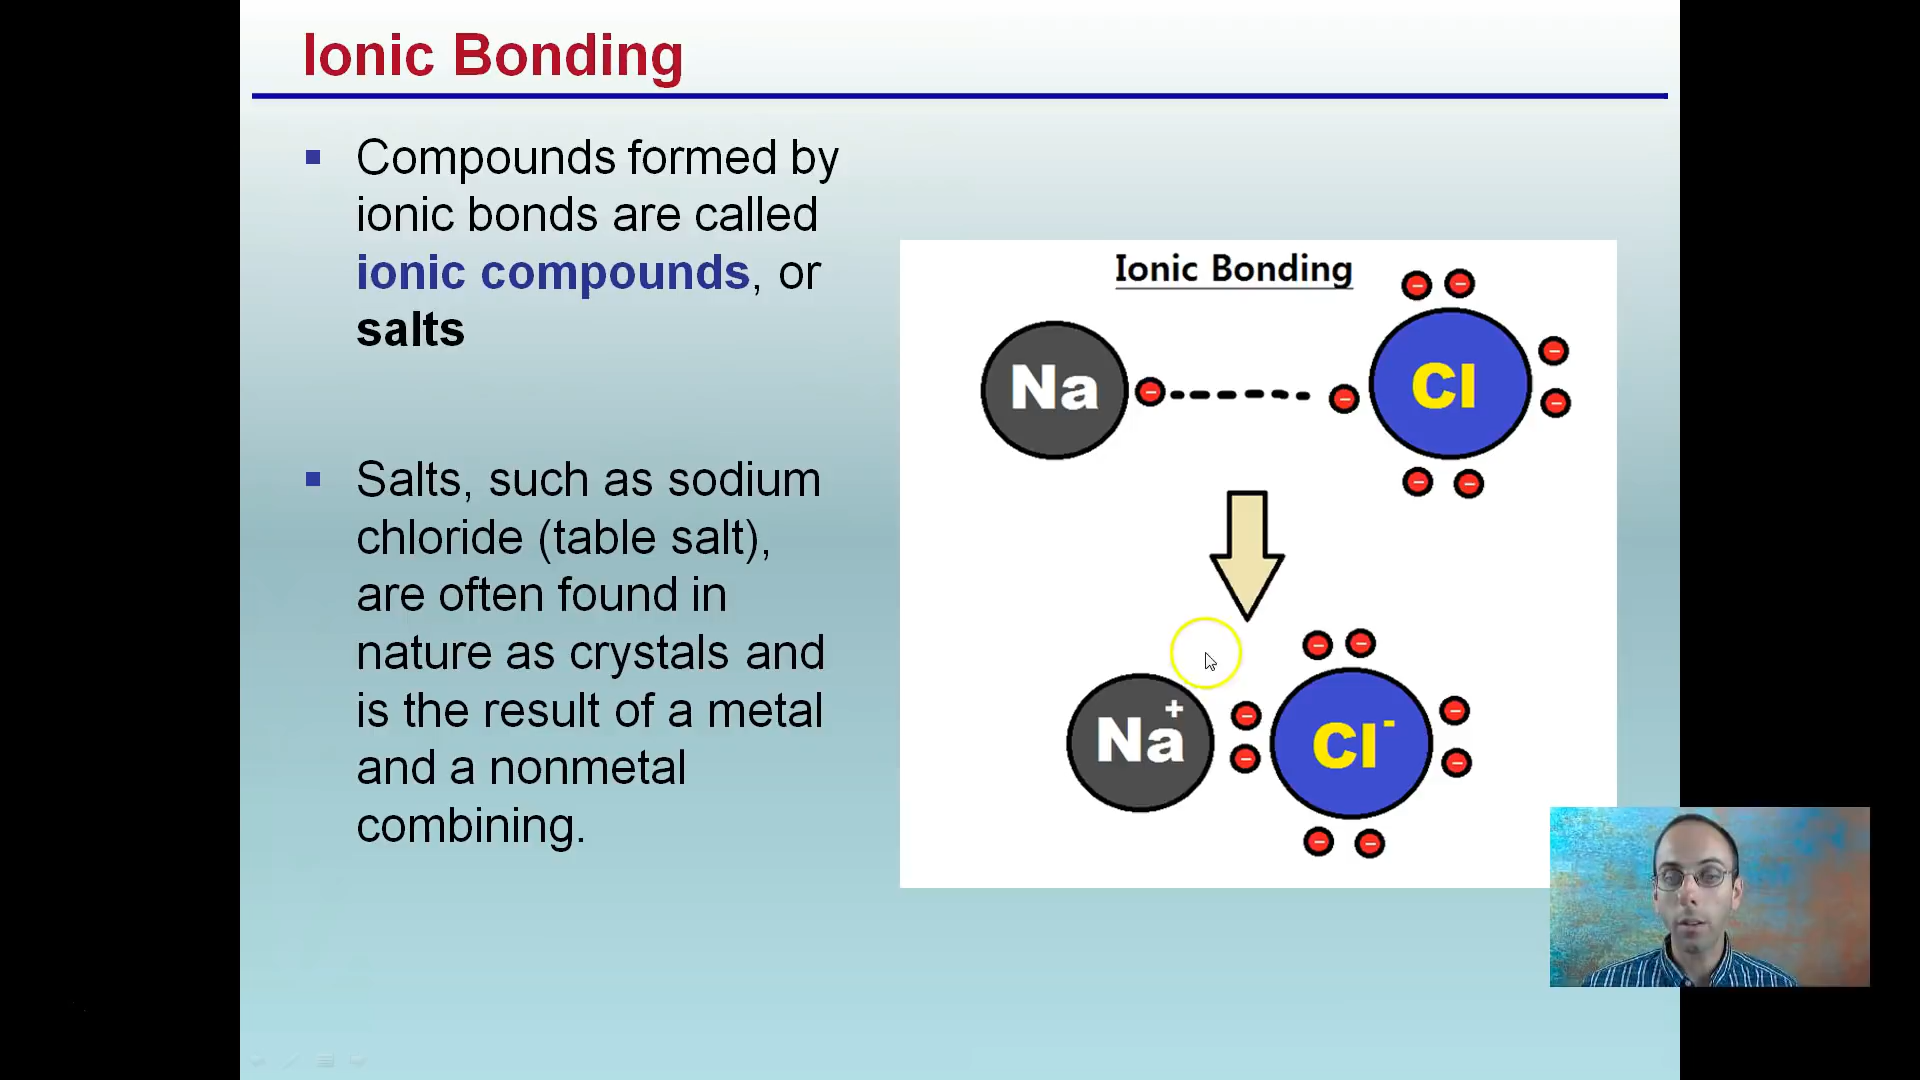 Ionic Bonding
Compounds formed by
ionic bonds are called
ionic compounds, or
salts
Salts, such as sodium
chloride (table salt),
are often found in
nature as crystals and
is the result of a metal
and a nonmetal
combining.
Ionic Bonding
Na
Cl
Na+
Cl-